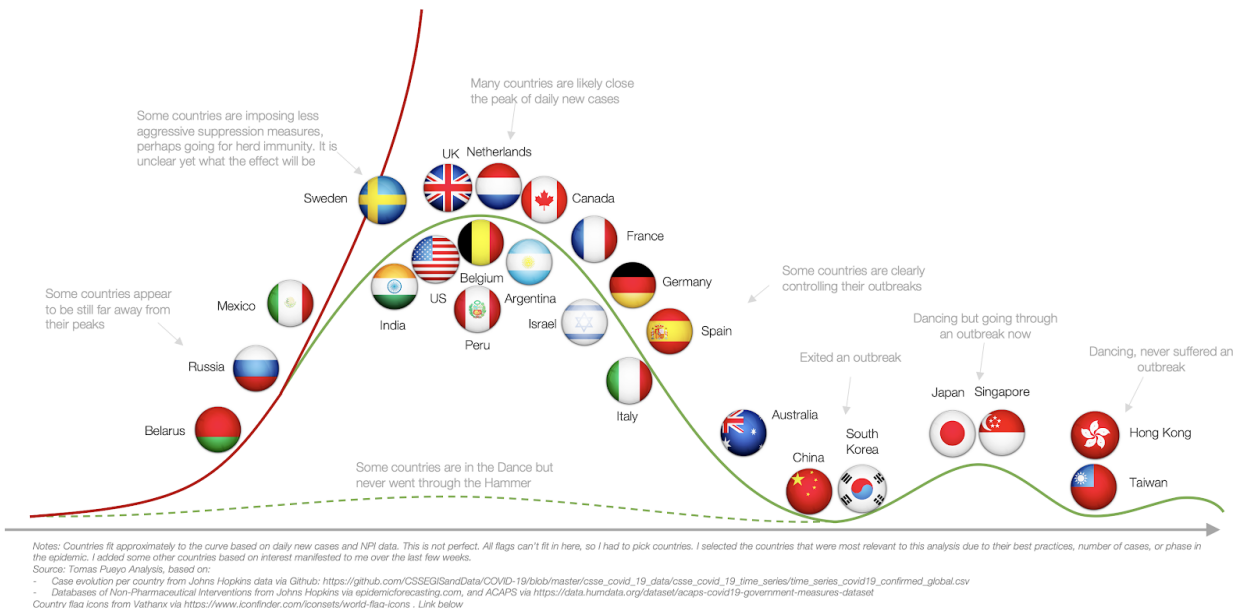 Many countries are likely close
the peak of daily new cases
Some countries are imposing less
aggressive suppression measures,
perhaps going for herd immunity. It is
unclear yet what the effect will be
UK
Netherlands
Sweden
Canada
France
Belgium
US
Germany
Argentina
India
Israel
Peru
Spain
Italy
Some countries appear
to be still far away from
their peaks
Mexico
Russia
Belarus
Some countries are clearly
controlling their outbreaks
Dancing but going through
an outbreak now
Exited an outbreak
Dancing, never suffered an
outbreak
Japan
Singapore
Australia
South
Korea
China
Hong Kong
Taiwan
Some countries are in the Dance but
never went through the Hammer
Notes: Countries fit approximately to the curve based on daily new cases and NPI data. This is not perfect. All flags can't fit in here, so I had to pick countries. I selected the countries that were most relevant to this analysis due to their best practices, number of cases, or phase in
the epidemic. I added some other countries based on interest manifested to me over the last few weeks.
Source: Tomas Pueyo Analysis, based on:
- Case evolution per country from Johns Hopkins data via Github: https://github.com/CSSEGISandData/COVID-19/blob/master/csse_covid_19_data/csse_covid_19_time_series/time_series_covid19_confirmed_global.csv
- Databases of Non-Pharmaceutical Interventions from Johns Hopkins via epidemicforecasting.com, and ACAPS via https://data.humdata.org/dataset/acaps-covid19-government-measures-dataset
Country flag icons from Vathanx via https://www.iconfinder.com/iconsets/world-flag-icons . Link below